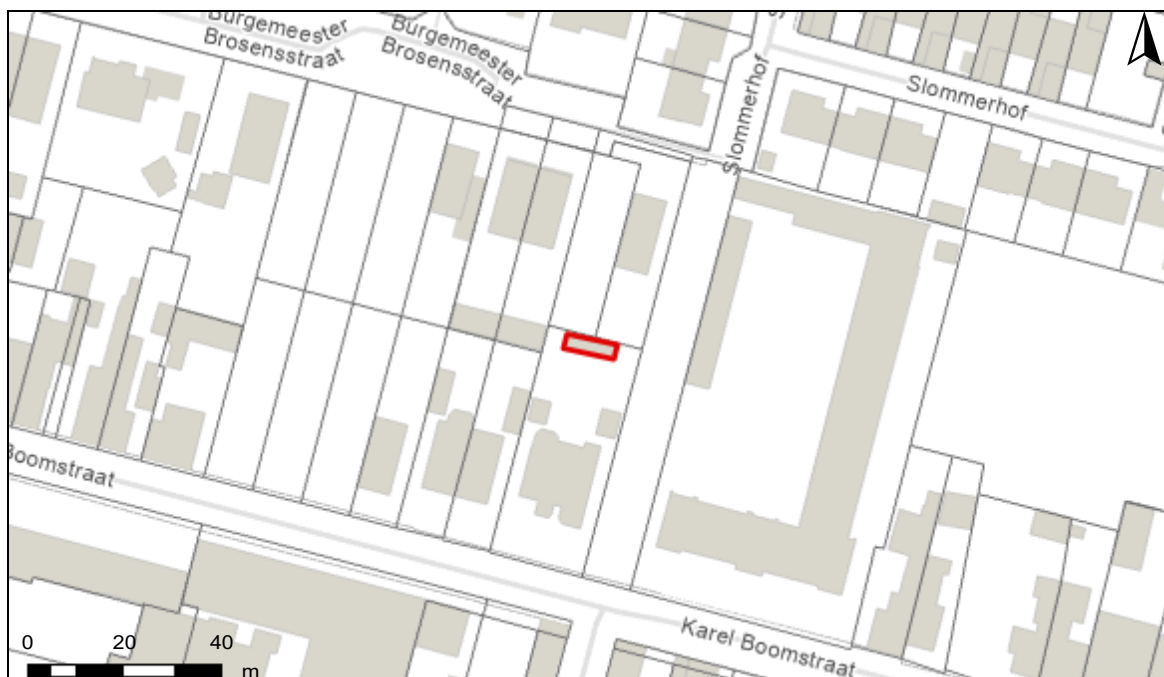 Burgemeester
Brosensstraat
Burgemeester
Brosensstraat
Slommerhof
Slommerhof
Boomstraat
Karel Boomstraat
0 20 40
m